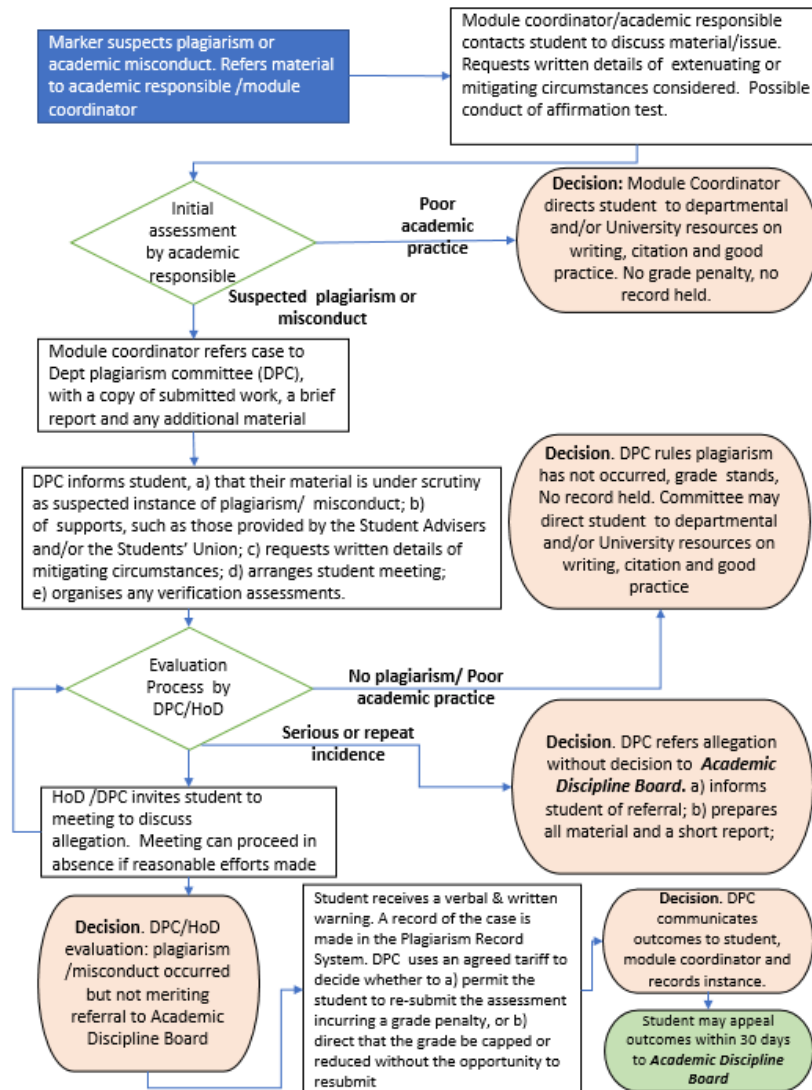 Marker suspects plagiarism or
academic misconduct. Refers material
to academic responsible /module
coordinator
Module coordinator/academic responsible
contacts student to discuss material/issue.
Requests written details of  extenuating or
mitigating circumstances considered.  Possible
conduct of affirmation test.
Initial
assessment
by academic
responsible
Poor
academic
practice
Decision: Module Coordinator
directs student  to departmental
and/or University resources on
writing, citation and good
practice. No grade penalty, no
record held.
Suspected  plagiarism or
misconduct
Module coordinator refers case to
Dept plagiarism committee (DPC),
with a copy of submitted work, a brief
report and any additional material
DPC informs student, a) that their material is under scrutiny
as suspected instance of plagiarism/  misconduct; b)
of  supports, such as those provided by the Student Advisers
and/or the Students’ Union; c) requests written details of
mitigating circumstances; d) arranges student meeting;
e) organises any verification assessments.
Decision. DPC rules plagiarism
has not occurred, grade stands,
No record held. Committee may
direct student  to departmental
and/or University resources on
writing, citation and good
practice
Evaluation
Process  by
DPC/HoD
No plagiarism/ Poor
academic practice
Serious or repeat
incidence
Decision. DPC refers allegation
without decision to  Academic
Discipline Board. a) informs
student of referral; b) prepares
all material and a short report;
HoD /DPC invites student to
meeting to discuss
allegation.  Meeting can proceed in
absence if reasonable efforts made
Decision. DPC/HoD
evaluation: plagiarism
/misconduct occurred
but not meriting
referral to Academic
Discipline Board
Student receives a verbal & written
warning. A record of the case is
made in the Plagiarism Record
System. DPC  uses an agreed tariff to
decide whether to a) permit the
student to re-submit the assessment
incurring a grade penalty, or b)
direct that the grade be capped or
reduced without the opportunity to
resubmit
Decision. DPC
communicates
outcomes to student,
module coordinator and
records instance.
Student may appeal
outcomes within 30 days
to Academic Discipline
Board